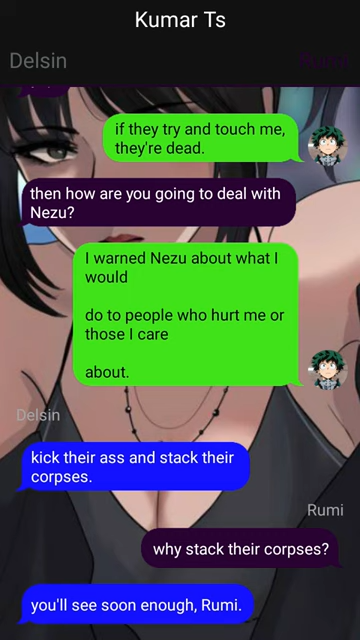 Kumar Ts
Delsin
if they try and touch me,
they're dead.
then how are you going to deal with
Nezu?
I warned Nezu about what I
would
do to people who hurt me or
those I care
about.
Delsin
kick their ass and stack their
corpses.
Rumi
why stack their corpses?
you'll see soon enough, Rumi.